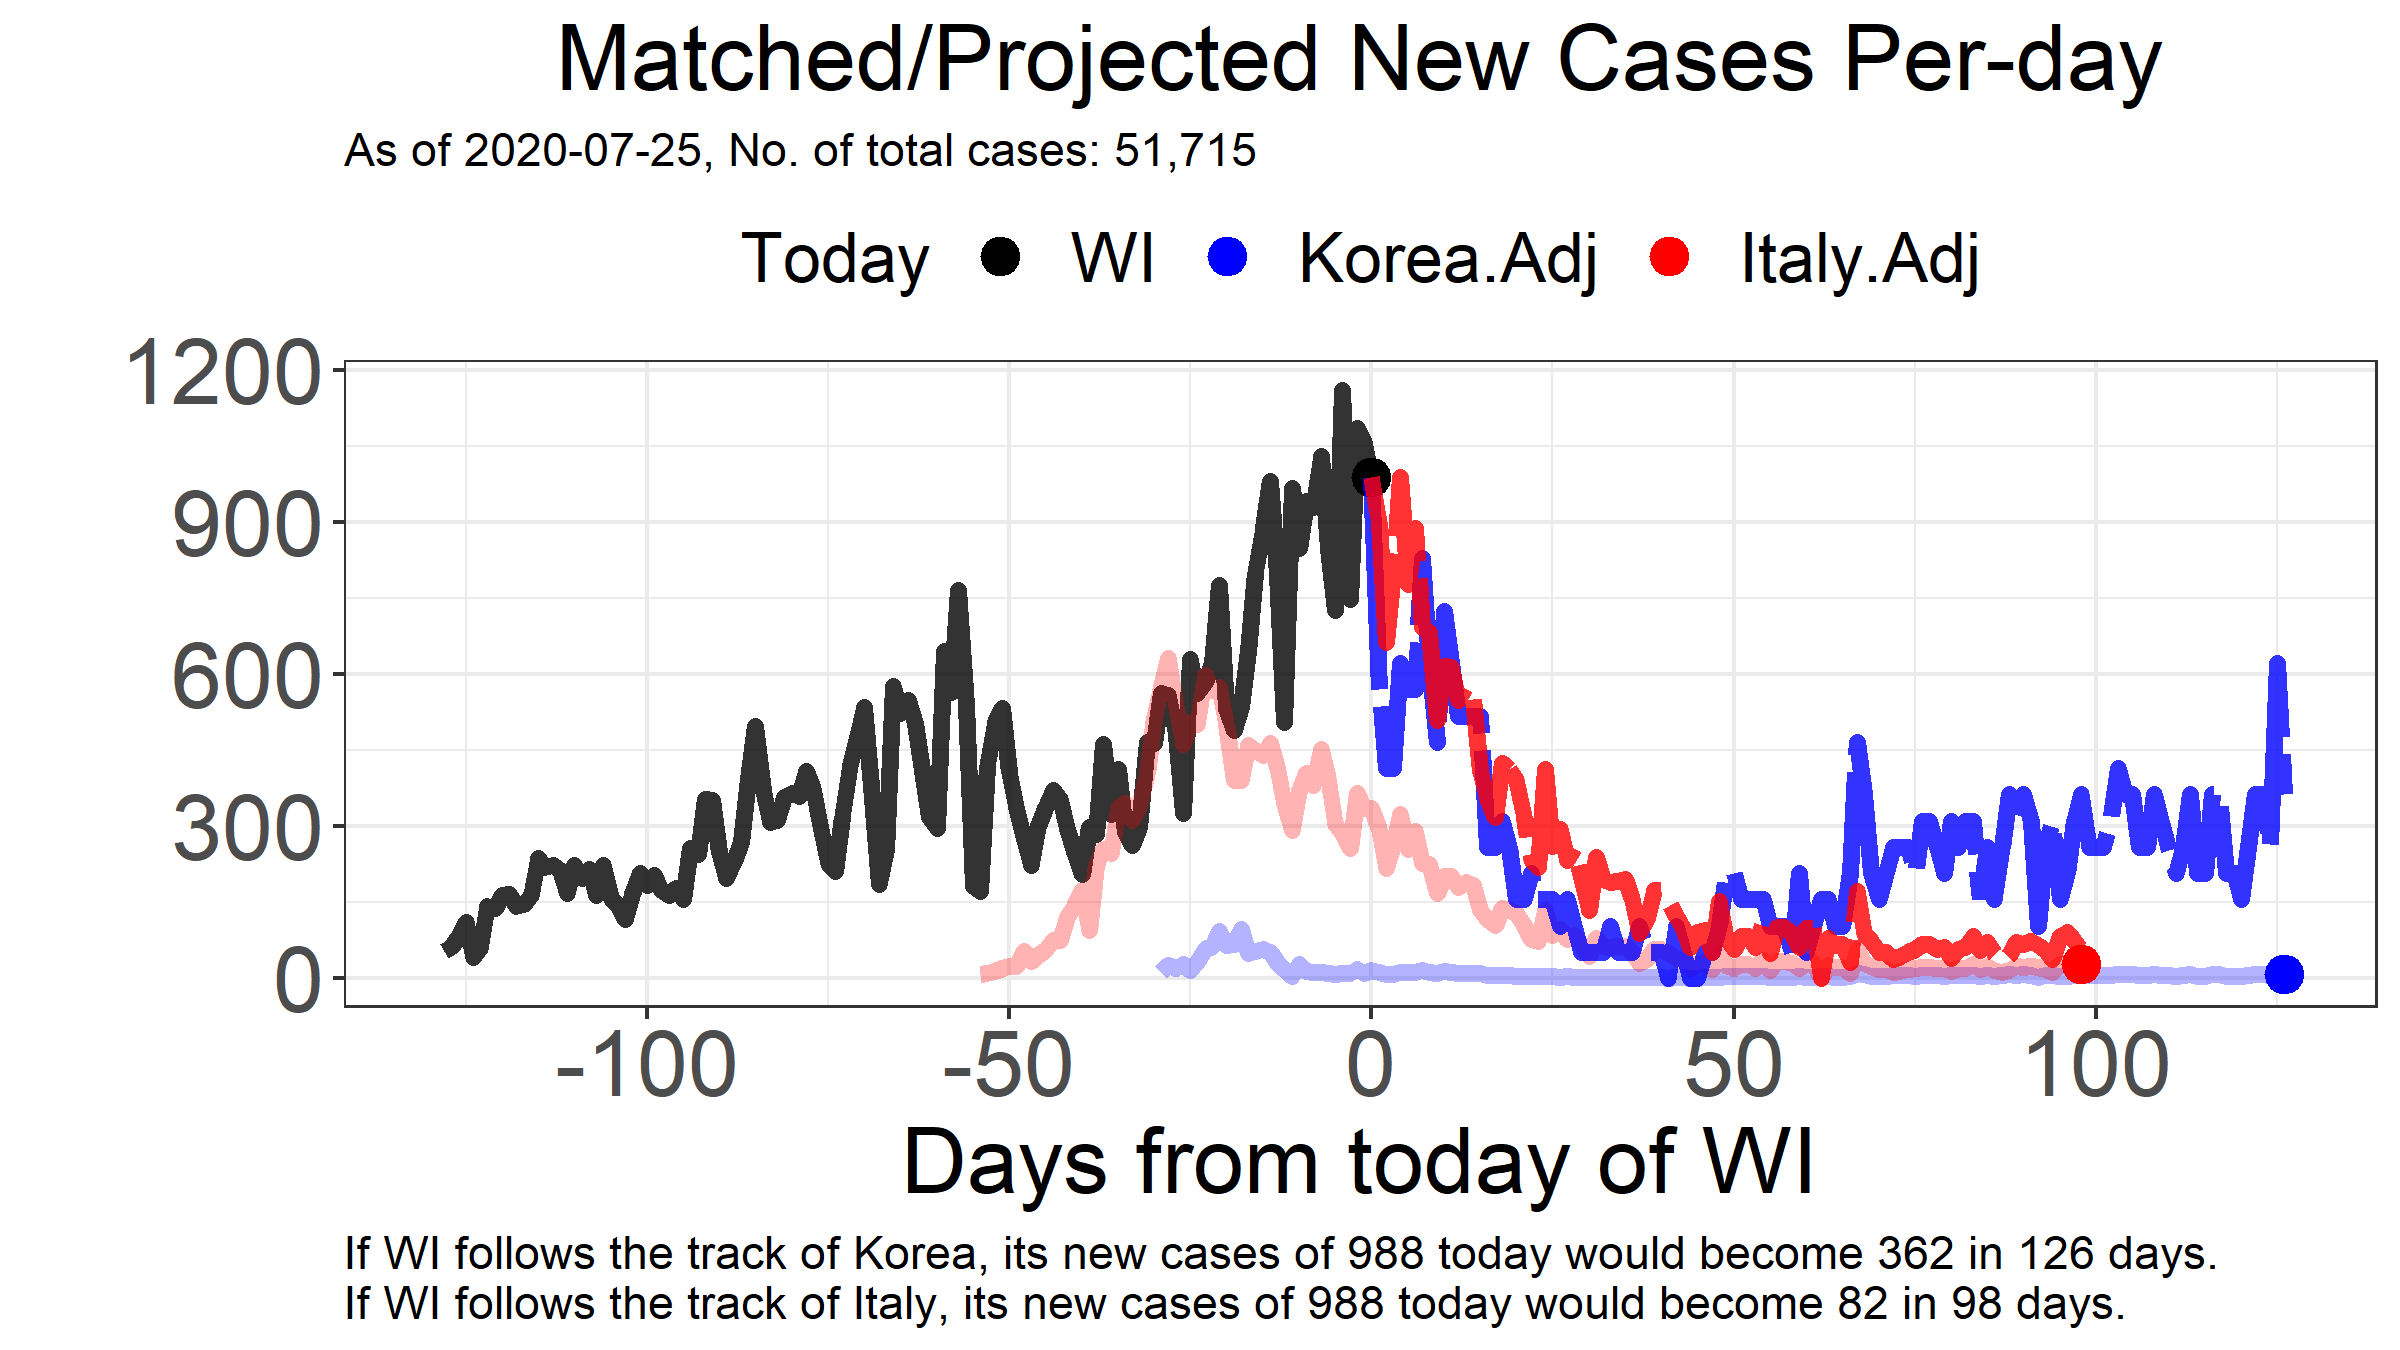 Matched/Projected New Cases Per-day
As of 2020-07-25, No. of total cases: 51,715
Today WI Korea.Adj Italy.Adj
1200
900
600
300
0
-100 -50 0 50 100
Days from today of WI
If WI follows the track of Korea, its new cases of 988 today would become 362 in 126 days.
If WI follows the track of Italy, its new cases of 988 today would become 82 in 98 days.